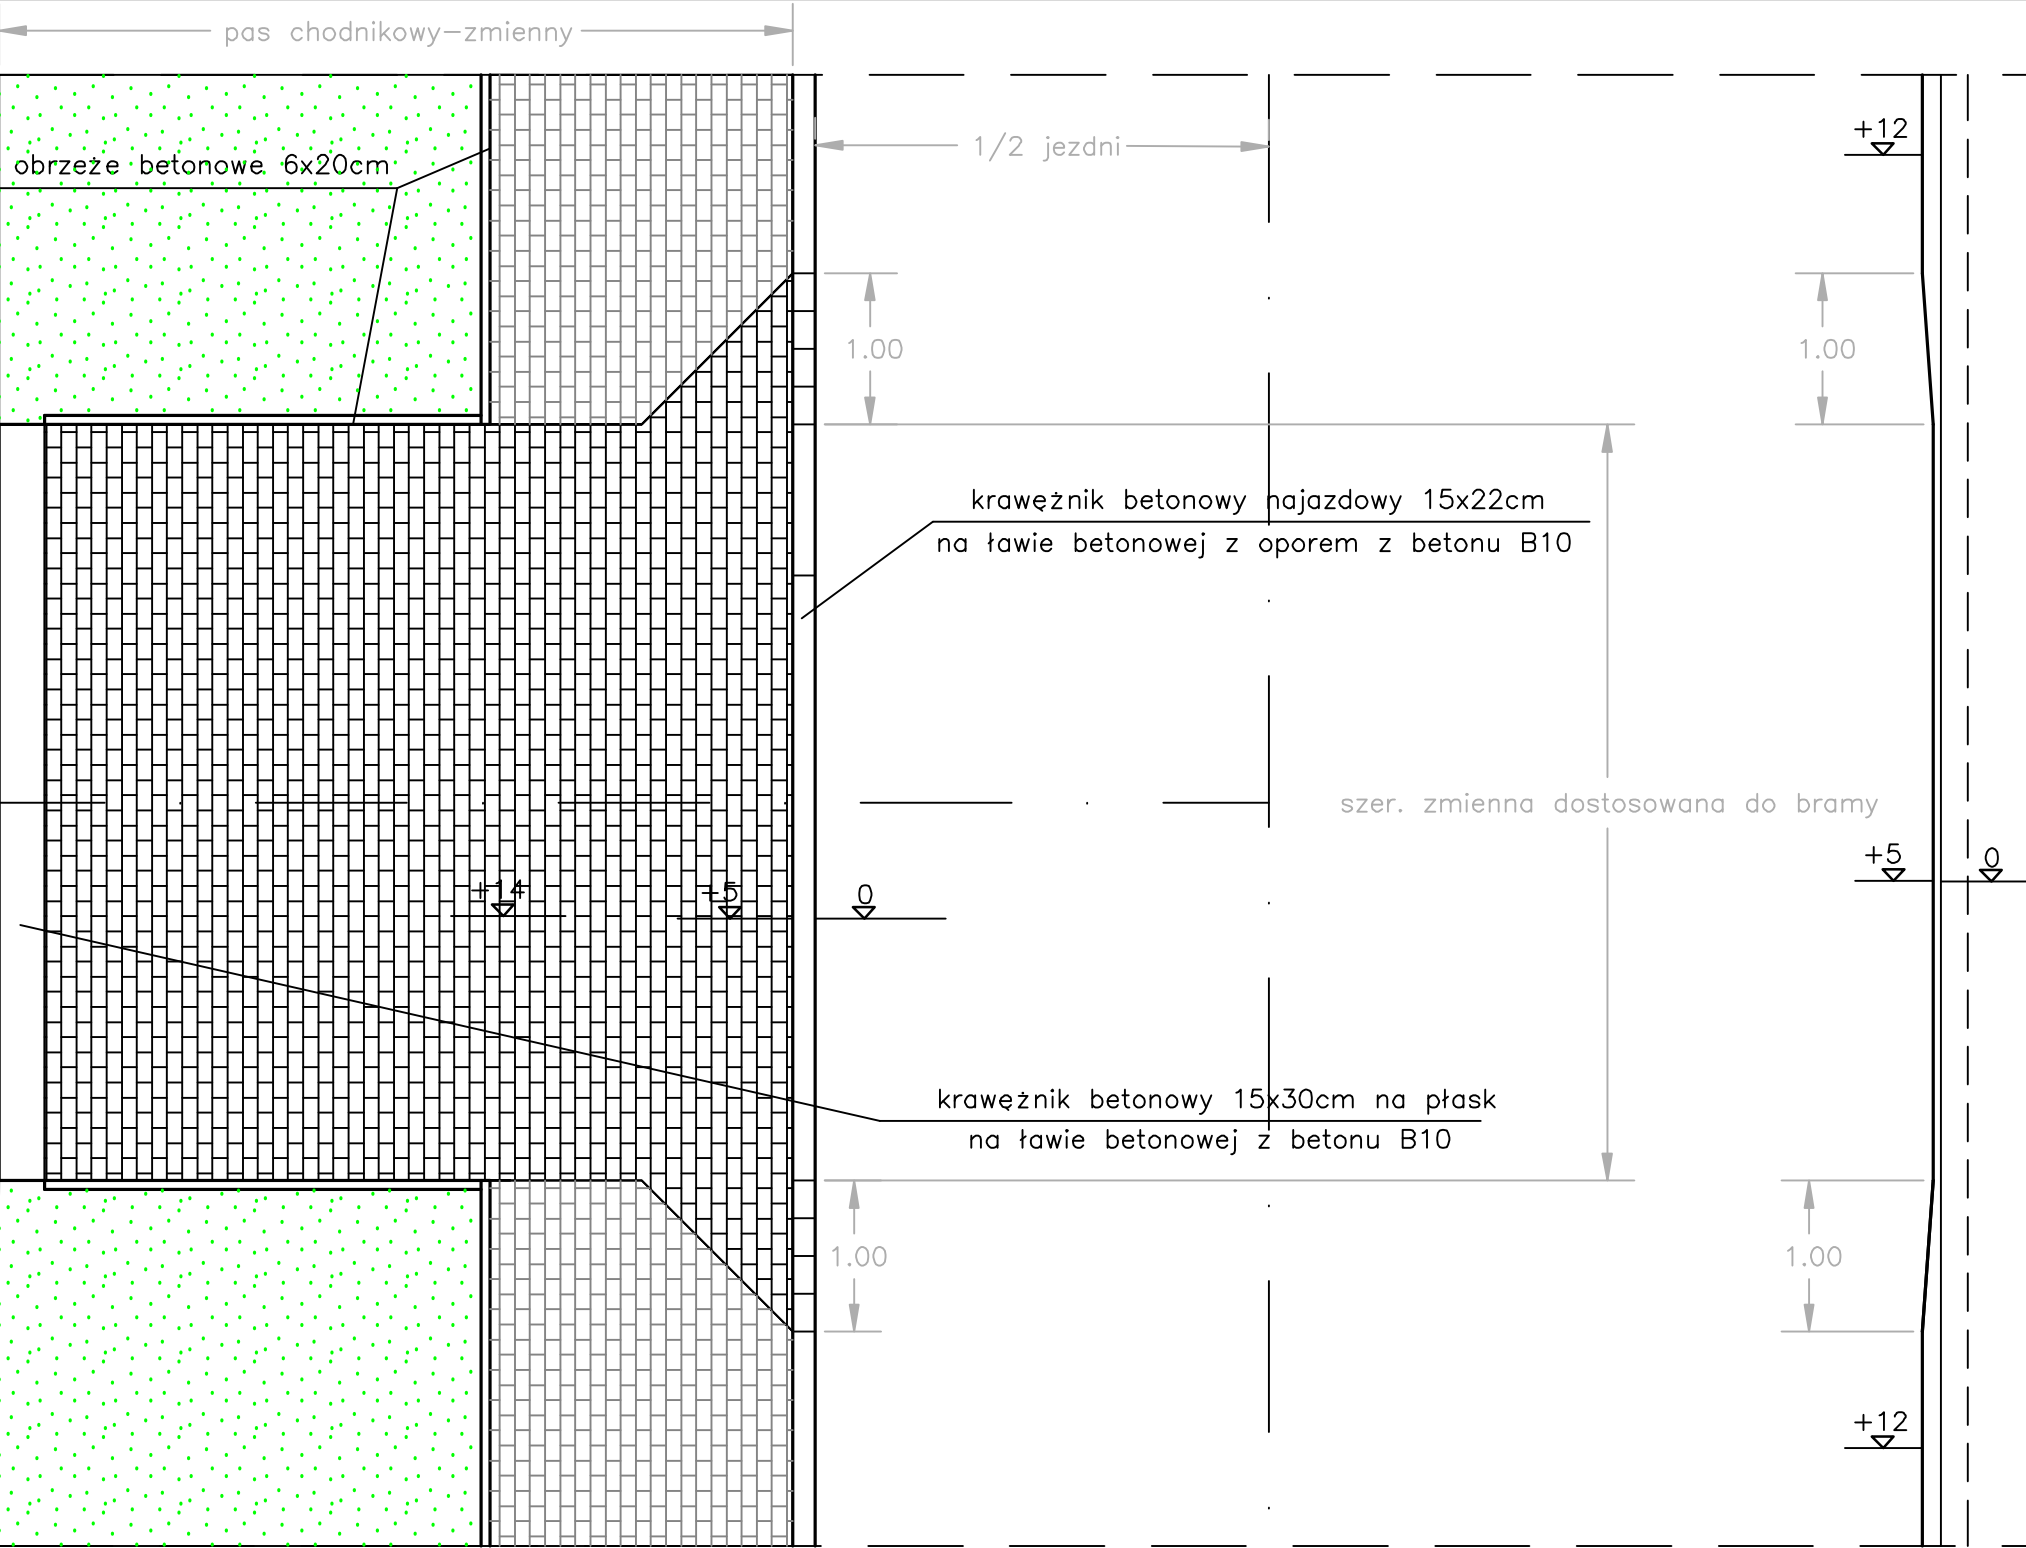 pas chodnikowy-zmienny
+12
1/2 jezdni
obrzeże betonowe 6x20cm
1.00
1.00
krawężnik betonowy najazdowy 15x22cm
na ławie betonowej z oporem z betonu B10
szer. zmienna dostosowana do bramy
+5
0
+14
+5
0
krawężnik betonowy 15x30cm na płask
na ławie betonowej z betonu B10
1.00
1.00
+12